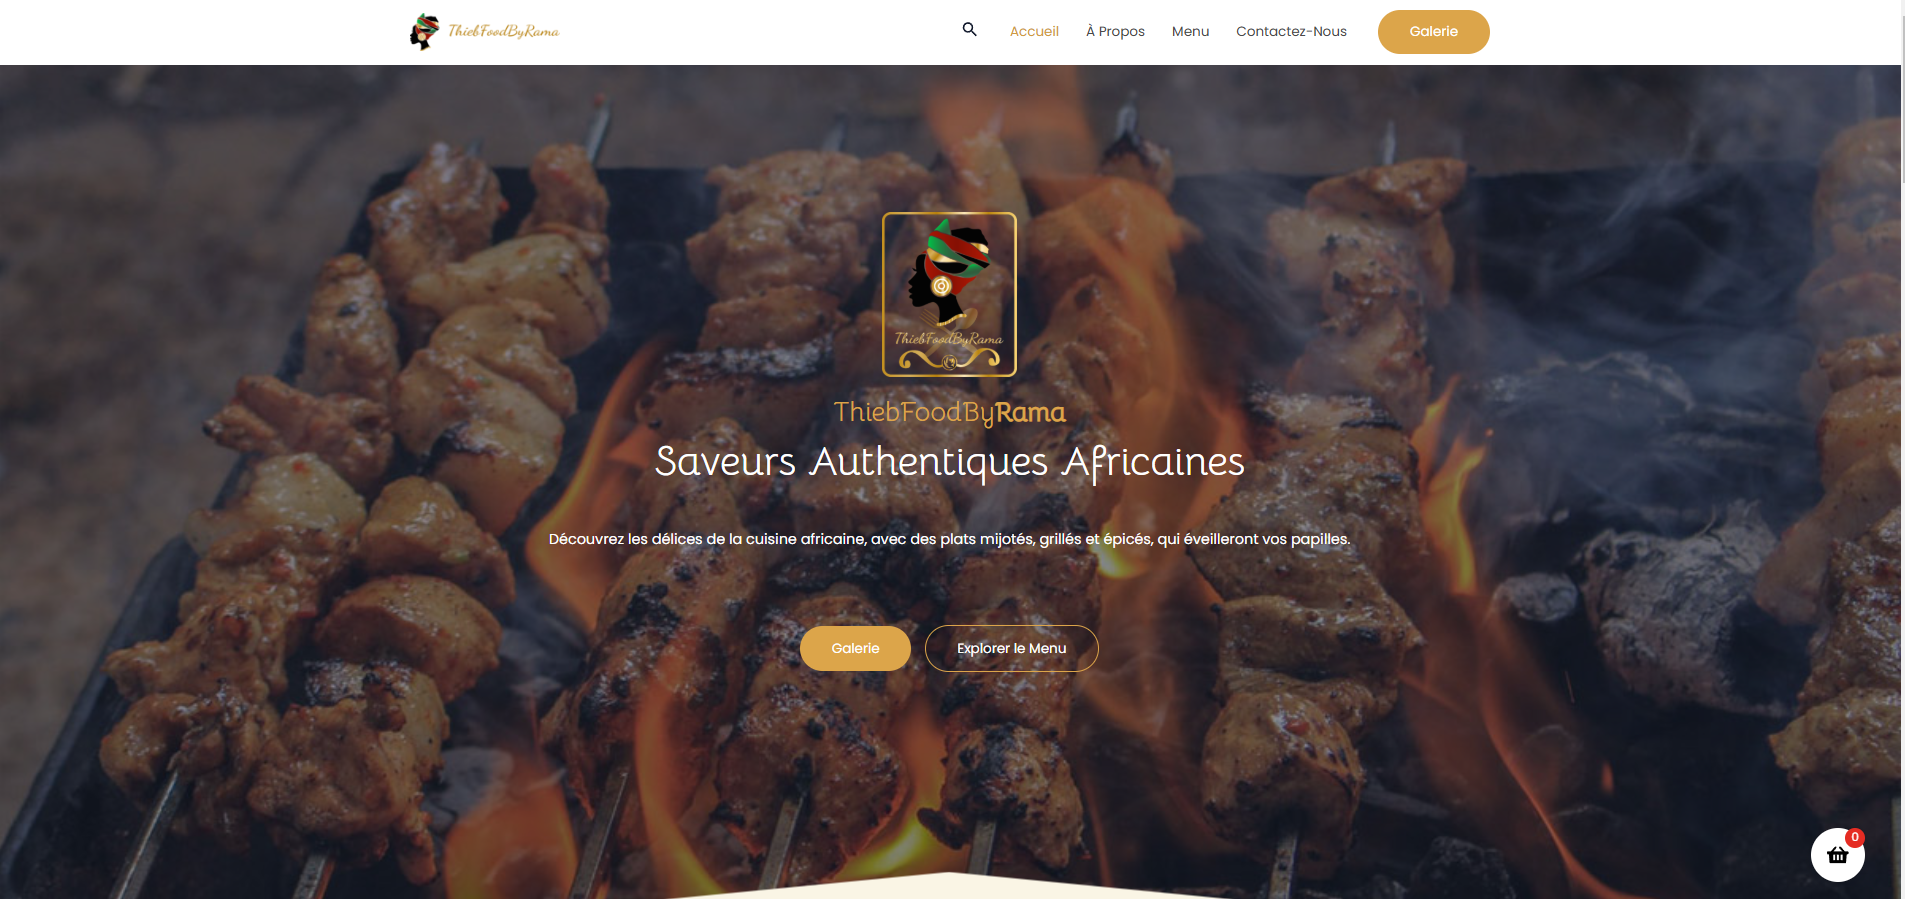 ThiebFoodByRama
Accueil
À Propos
Menu
Contactez-Nous
Galerie
ThiebFoodByRama
ThiebFoodByRama
Saveurs Authentiques Africaines
Découvrez les délices de la cuisine africaine, avec des plats mijotés, grillés et épicés, qui éveilleront vos papilles.
Galerie
Explorer le Menu
0